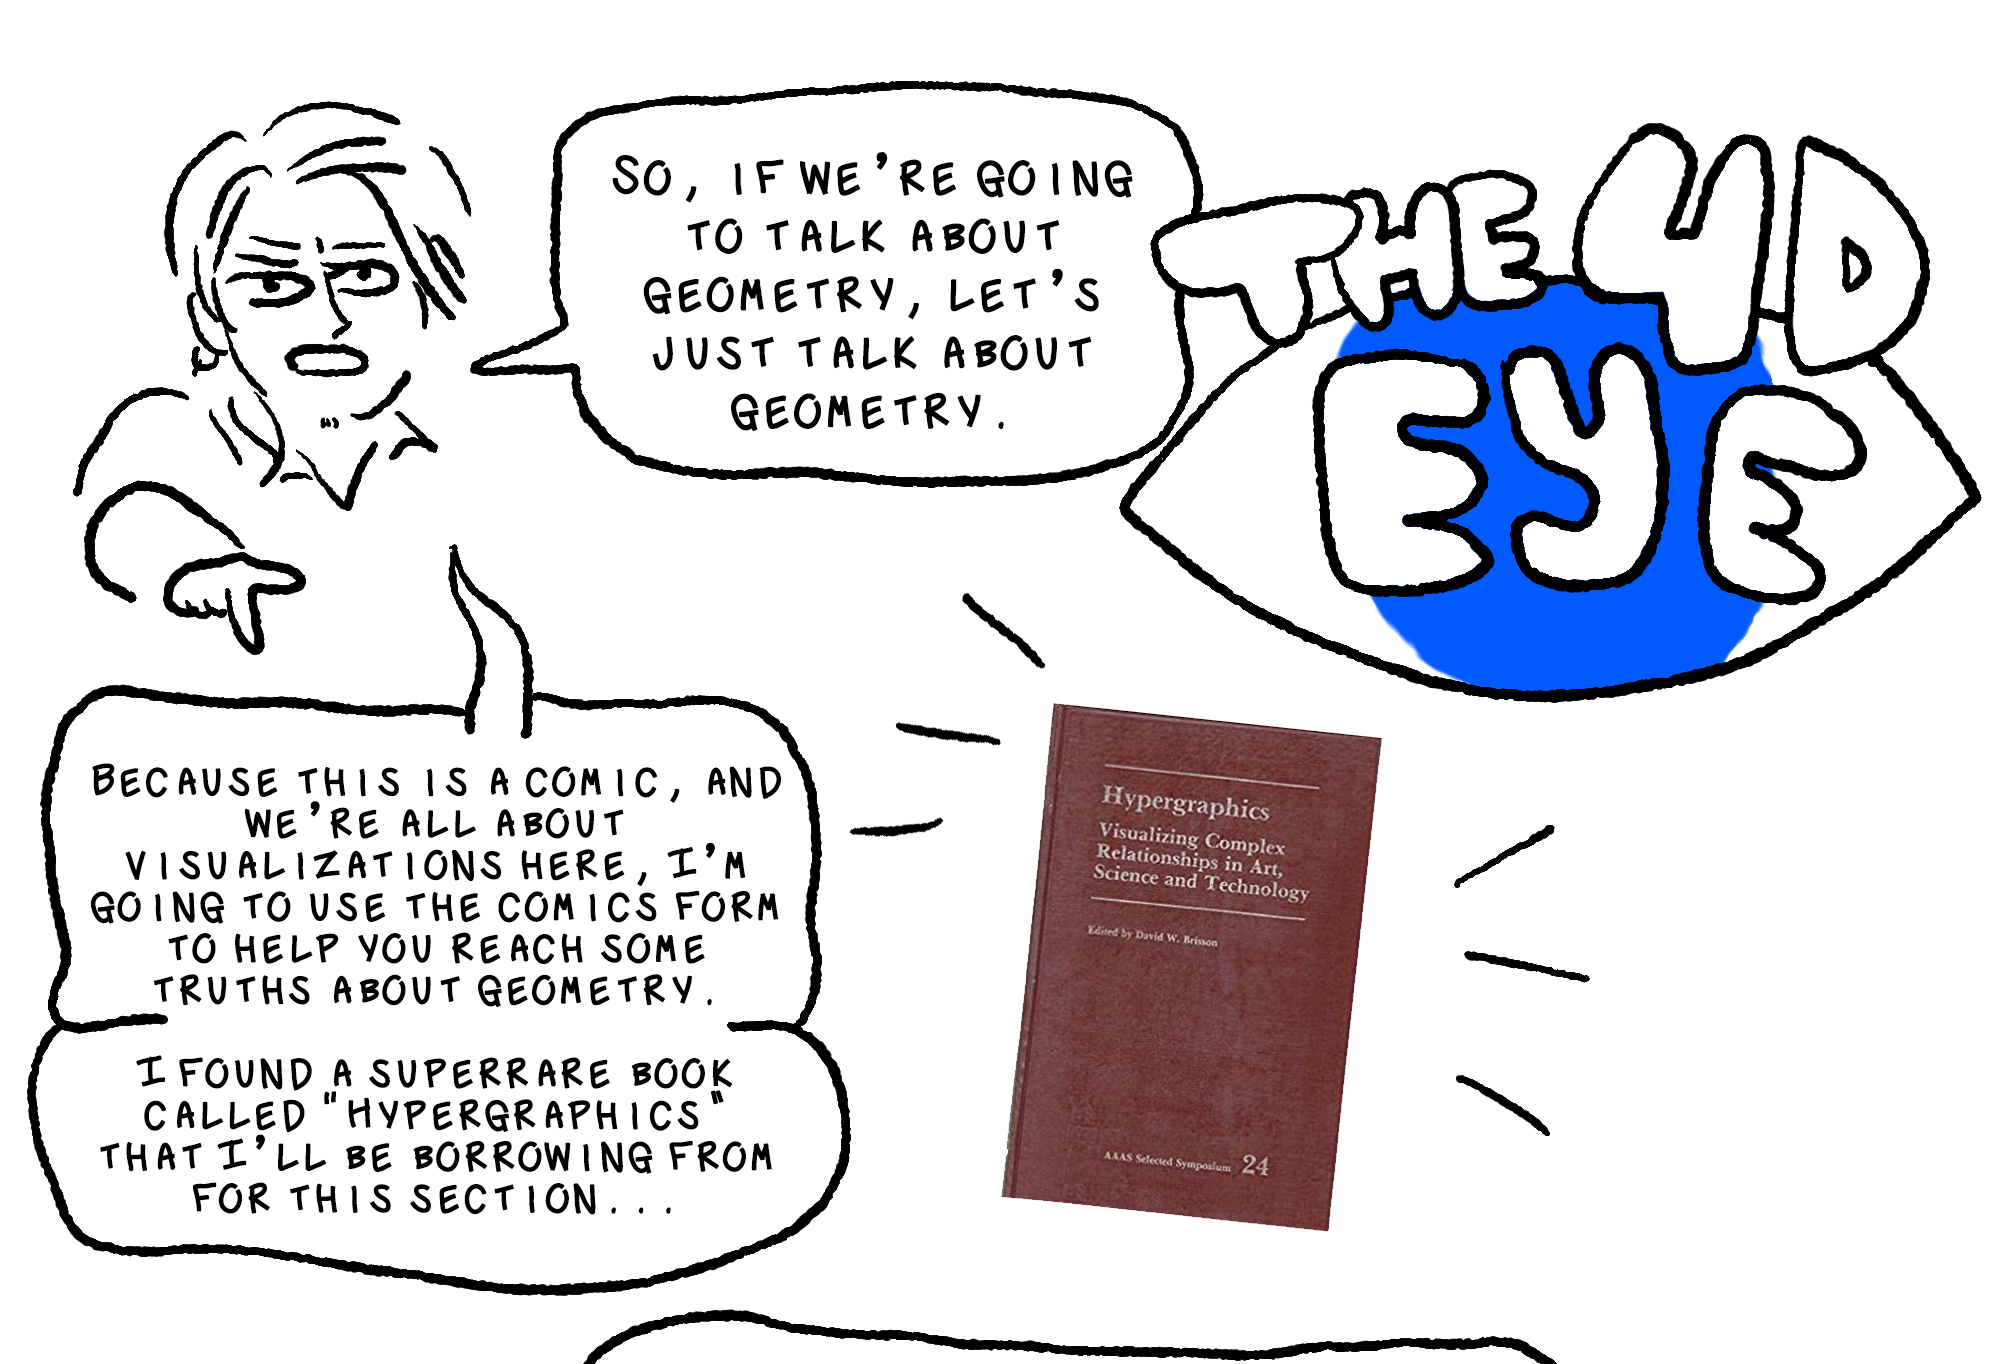 SO, IF WE'RE GOING
TO TALK ABOUT
GEOMETRY, LET'S
JUST TALK ABOUT
GEOMETRY.
THE 4D
EYE
BECAUSE THIS IS A COMIC, AND
WE'RE ALL ABOUT
VISUALIZATIONS HERE, I'M
GOING TO USE THE COMICS FORM
TO HELP YOU REACH SOME
TRUTHS ABOUT GEOMETRY.
I FOUND A SUPERRARE BOOK
CALLED "HYPERGRAPHICS"
THAT I'LL BE BORROWING FROM
FOR THIS SECTION...
Hypergraphics
Visualizing Complex
Relationships in Art,
Science and Technology
Edited by David W. Brisson
AAAS Selected Symposium 24